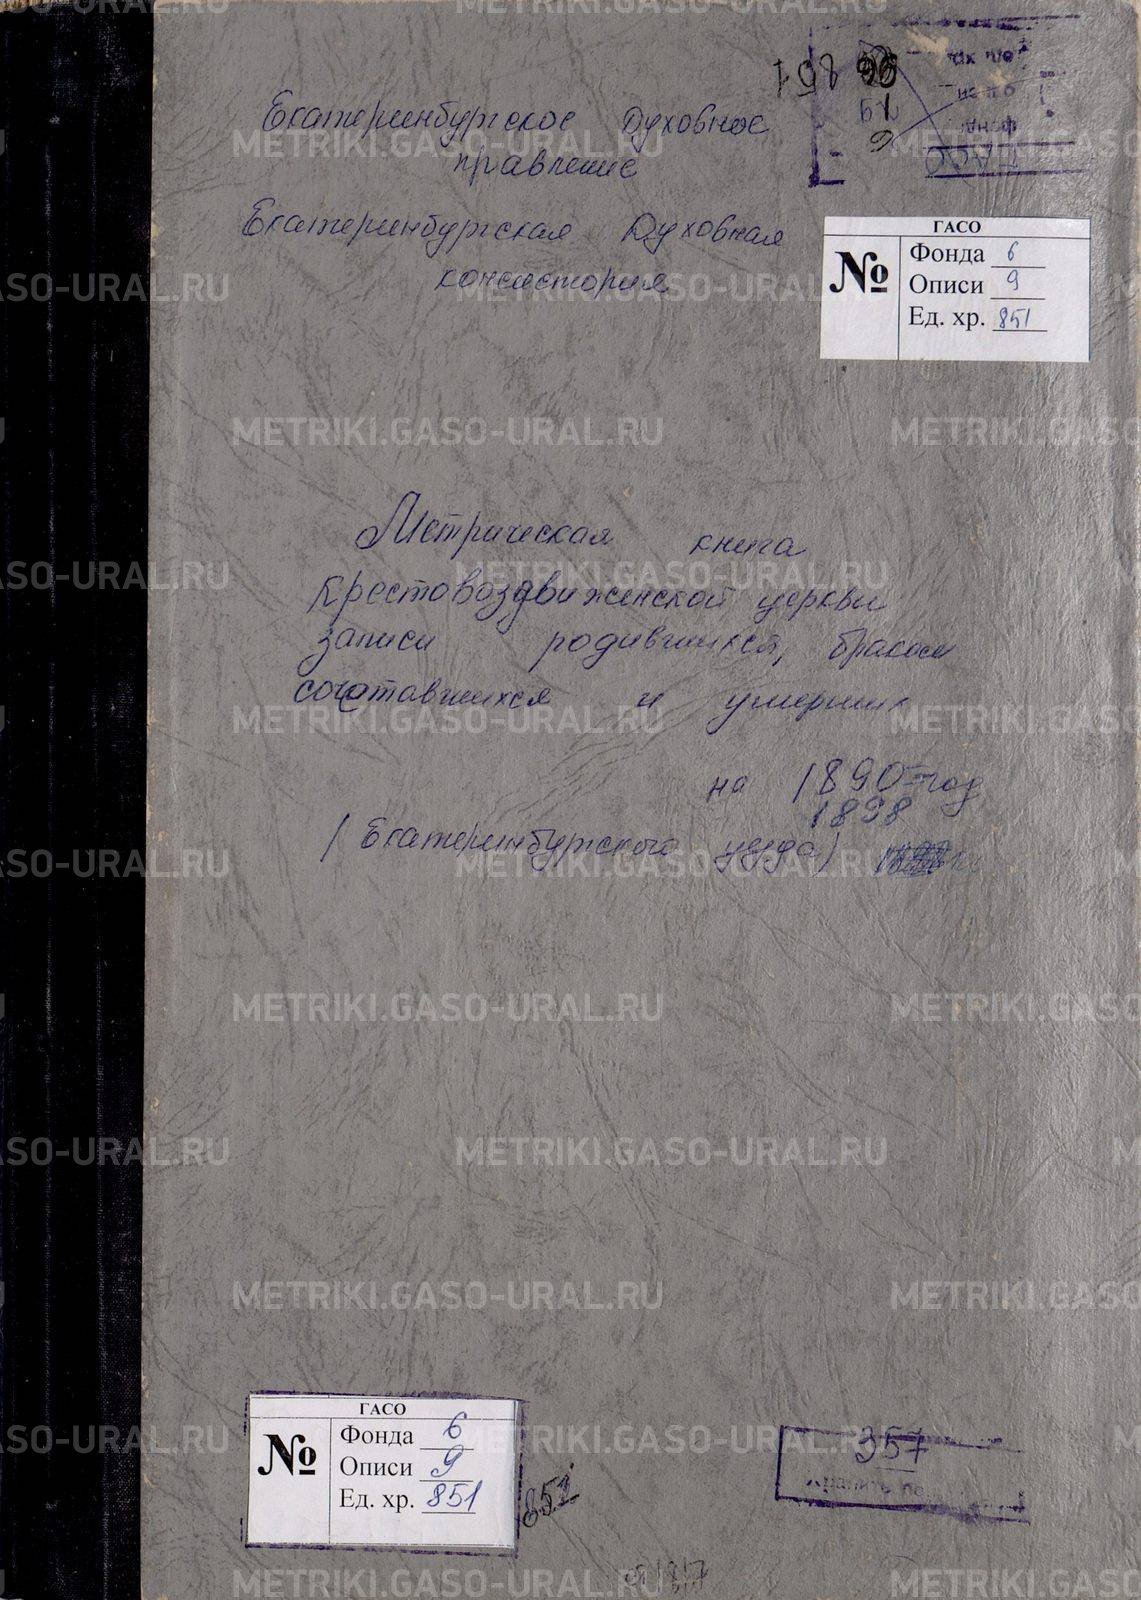 Екатеринбургское духовное
правление
Екатеринбургская Духовная
консистория
ГАСО
№
Фонда 6
Описи 9
Ед. хр. 851
Метрическая книга
Крестовоздвиженской церквы
записи родившихся, браком
сочетавшихся и умерших
на 1890 год
1898
(Екатеринбургского уезда)
ГАСО
№
Фонда 6
Описи 9
Ед. хр. 851
851
357
METRIKI.GASO-URAL.RU